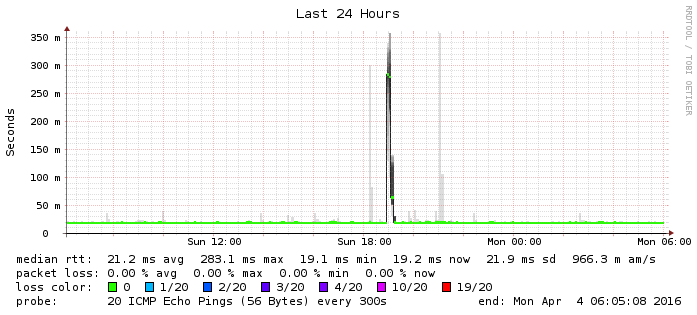 Last 24 Hours
RRDTOOL / TOBI OETIKER
Seconds
350 m
300 m
250 m
200 m
150 m
100 m
50 m
0
Sun 12:00 Sun 18:00 Mon 00:00 Mon 06:00
median rtt: 21.2 ms avg 283.1 ms max 19.1 ms min 19.2 ms now 21.9 ms sd 966.3 m am/s
packet loss: 0.00 % avg 0.00 % max 0.00 % min 0.00 % now
loss color: 0 1/20 2/20 3/20 4/20 10/20 19/20
probe: 20 ICMP Echo Pings (56 Bytes) every 300s end: Mon Apr 4 06:05:08 2016